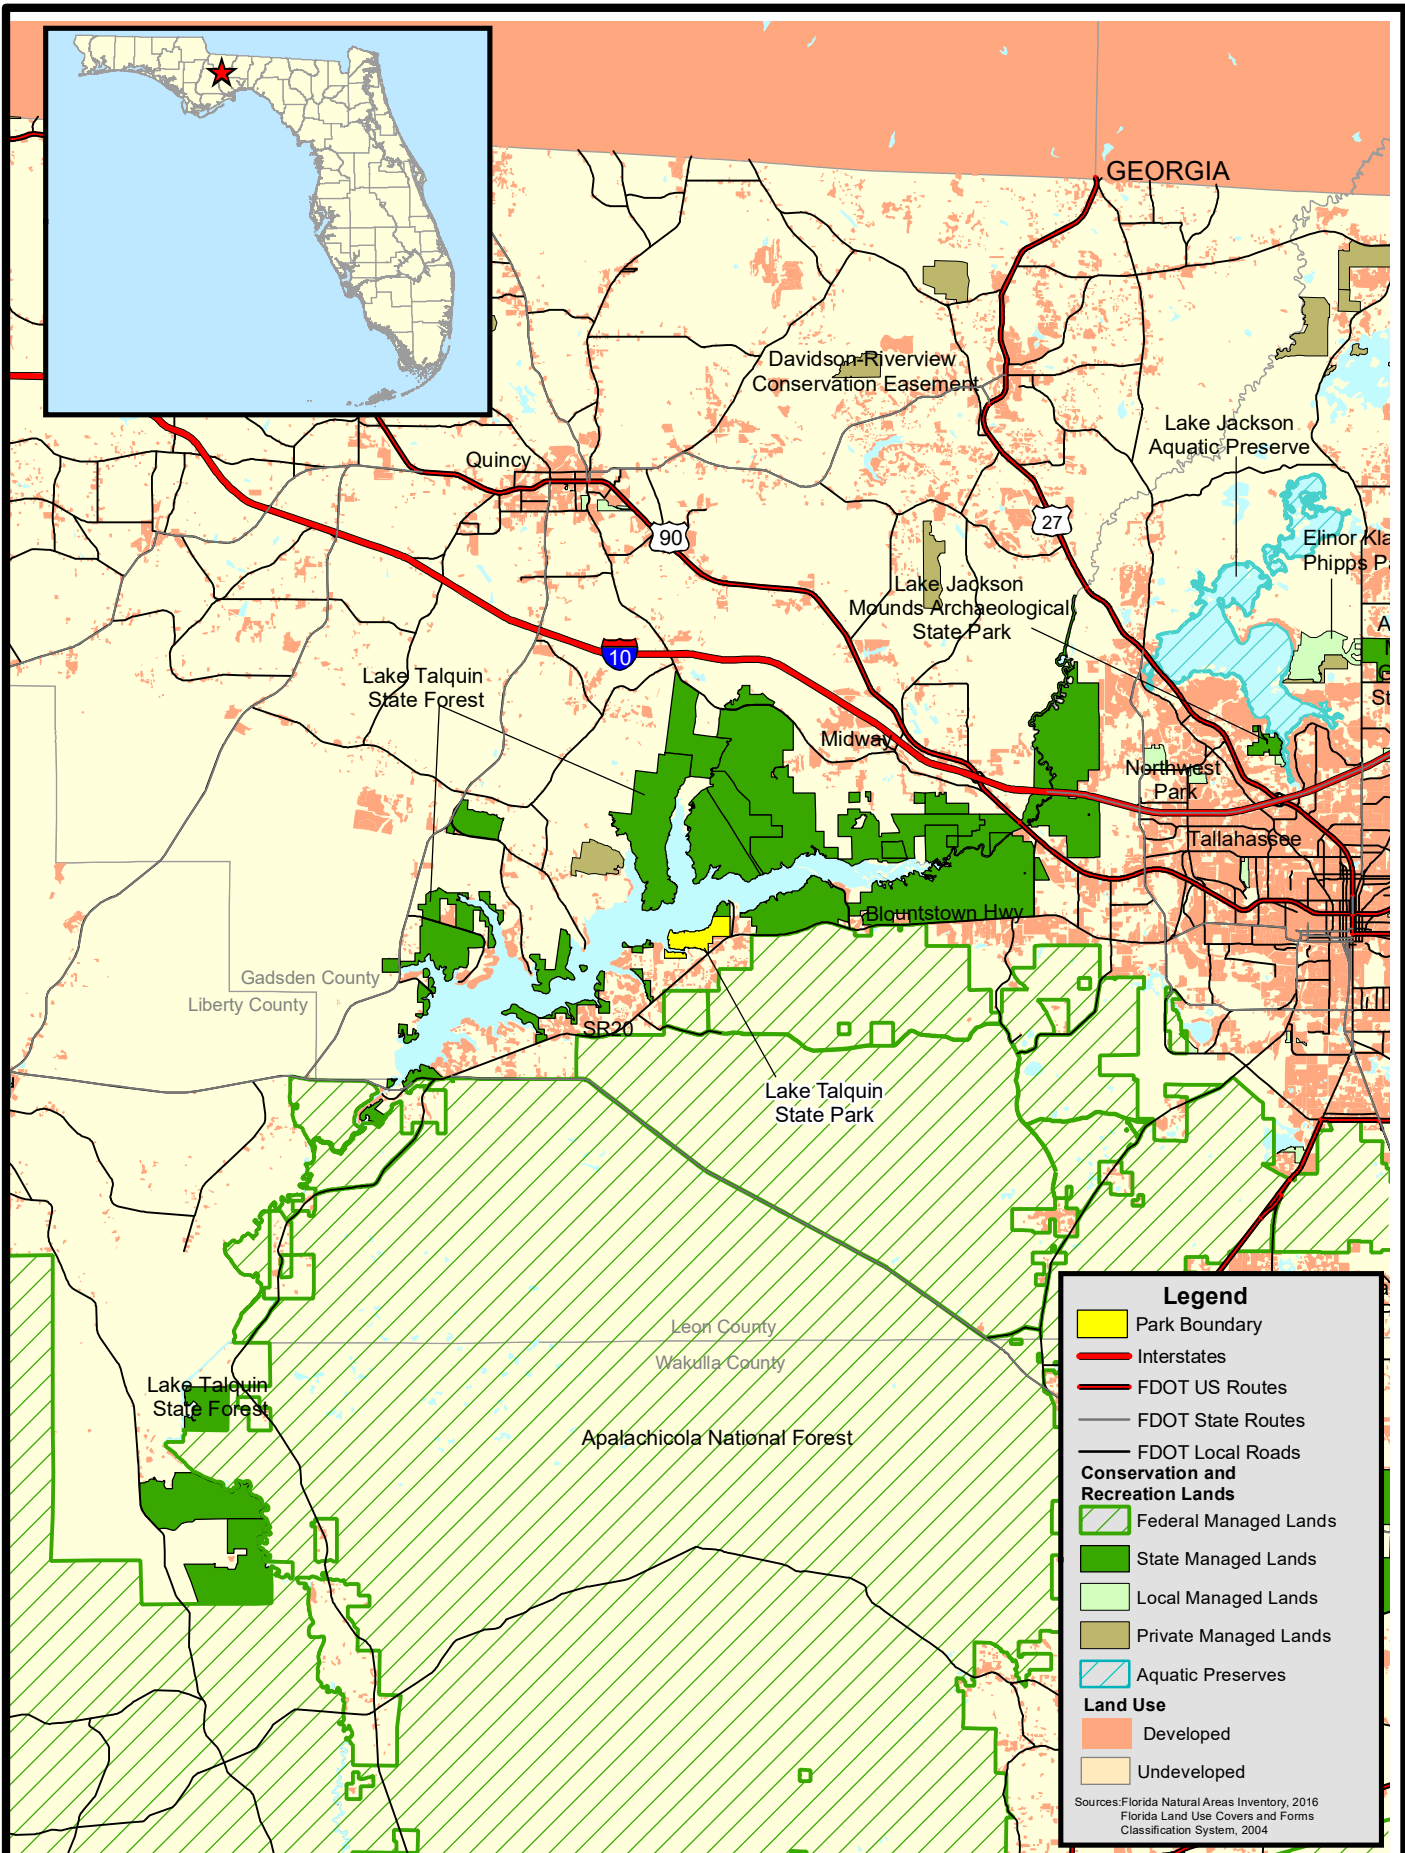 GEORGIA
Davidson-Riverview
Conservation Easement
Lake Jackson
Aquatic Preserve
Quincy
90
27
Elinor Kla
Phipps Pa
Lake Jackson
Mounds Archaeological
State Park
10
Lake Talquin
State Forest
Midway
Northwest
Park
Tallahassee
Blountstown Hwy
Gadsden County
Liberty County
SR20
Lake Talquin
State Park
Leon County
Wakulla County
Lake Talquin
State Forest
Apalachicola National Forest
Legend
Park Boundary
Interstates
FDOT US Routes
FDOT State Routes
FDOT Local Roads
Conservation and
Recreation Lands
Federal Managed Lands
State Managed Lands
Local Managed Lands
Private Managed Lands
Aquatic Preserves
Land Use
Developed
Undeveloped
Sources:Florida Natural Areas Inventory, 2016
Florida Land Use Covers and Forms
Classification System, 2004